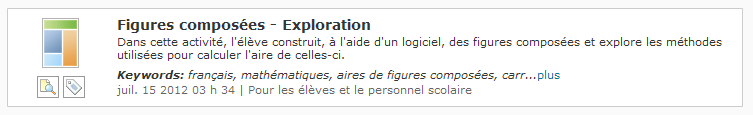 Figures composées - Exploration
Dans cette activité, l'élève construit, à l'aide d'un logiciel, des figures composées et explore les méthodes
utilisées pour calculer l'aire de celles-ci.
Keywords: français, mathématiques, aires de figures composées, carr...plus
juil. 15 2012 03 h 34 | Pour les élèves et le personnel scolaire